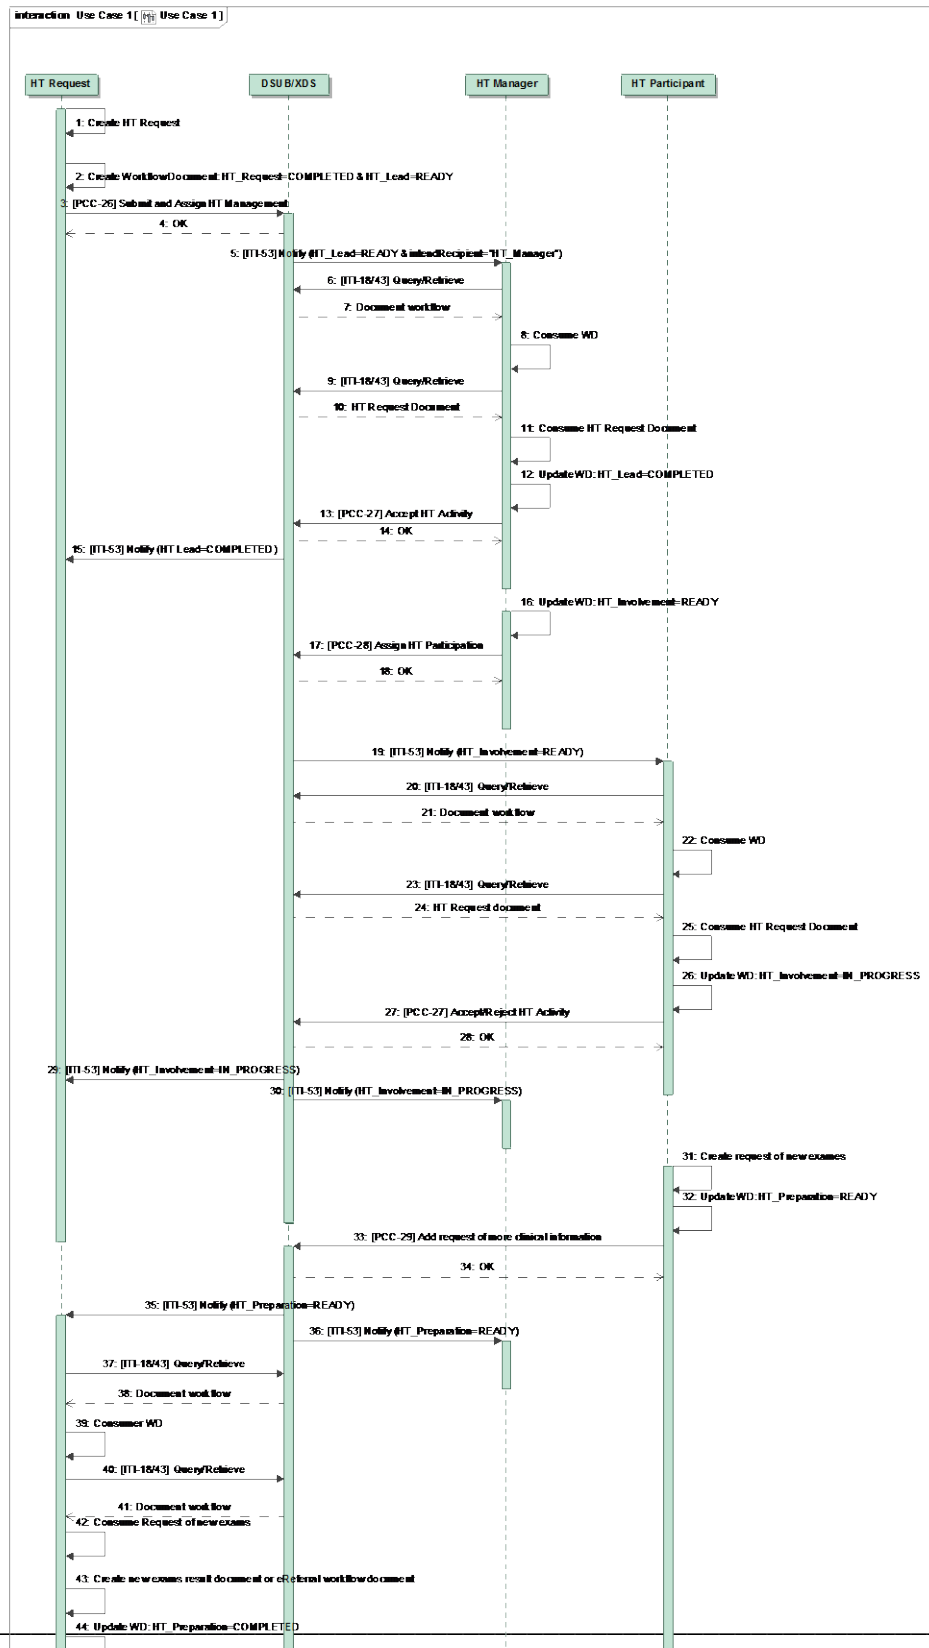 interaction Use Case 1 [ Use Case 1 ]
HT Request
DSUB/XDS
HT Manager
HT Participant
1: Create HT Request
2: Create WorkflowDocument: HT_Request=COMPLETED & HT_Lead=READY
3: [PCC-26] Submit and Assign HT Management
4: OK
5: [ITI-53] Notify (HT_Lead=READY & intendRecipient="HT_Manager")
6: [ITI-18/43] Query/Retrieve
7: Document workflow
8: Consume WD
9: [ITI-18/43] Query/Retrieve
10: HT Request Document
11: Consume HT Request Document
12: Update WD: HT_Lead=COMPLETED
13: [PCC-27] Accept HT Activity
14: OK
15: [ITI-53] Notify (HT Lead=COMPLETED )
16: Update WD: HT_Involvement=READY
17: [PCC-28] Assign HT Participation
18: OK
19: [ITI-53] Notify (HT_Involvement=READY)
20: [ITI-18/43] Query/Retrieve
21: Document workflow
22: Consume WD
23: [ITI-18/43] Query/Retrieve
24: HT Request document
25: Consume HT Request Document
26: Update WD: HT_Involvement=IN_PROGRESS
27: [PCC-27] Accept/Reject HT Activity
28: OK
29: [ITI-53] Notify (HT_Involvement=IN_PROGRESS)
30: [ITI-53] Notify (HT_Involvement=IN_PROGRESS)
31: Create request of new exames
32: Update WD: HT_Preparation=READY
33: [PCC-29] Add request of more clinical information
34: OK
35: [ITI-53] Notify (HT_Preparation=READY)
36: [ITI-53] Notify (HT_Preparation=READY)
37: [ITI-18/43] Query/Retrieve
38: Document workflow
39: Consumer WD
40: [ITI-18/43] Query/Retrieve
41: Document workflow
42: Consume Request of new exams
43: Create new exams result document or eReferral workflow document
44: Update WD: HT_Preparation=COMPLETED